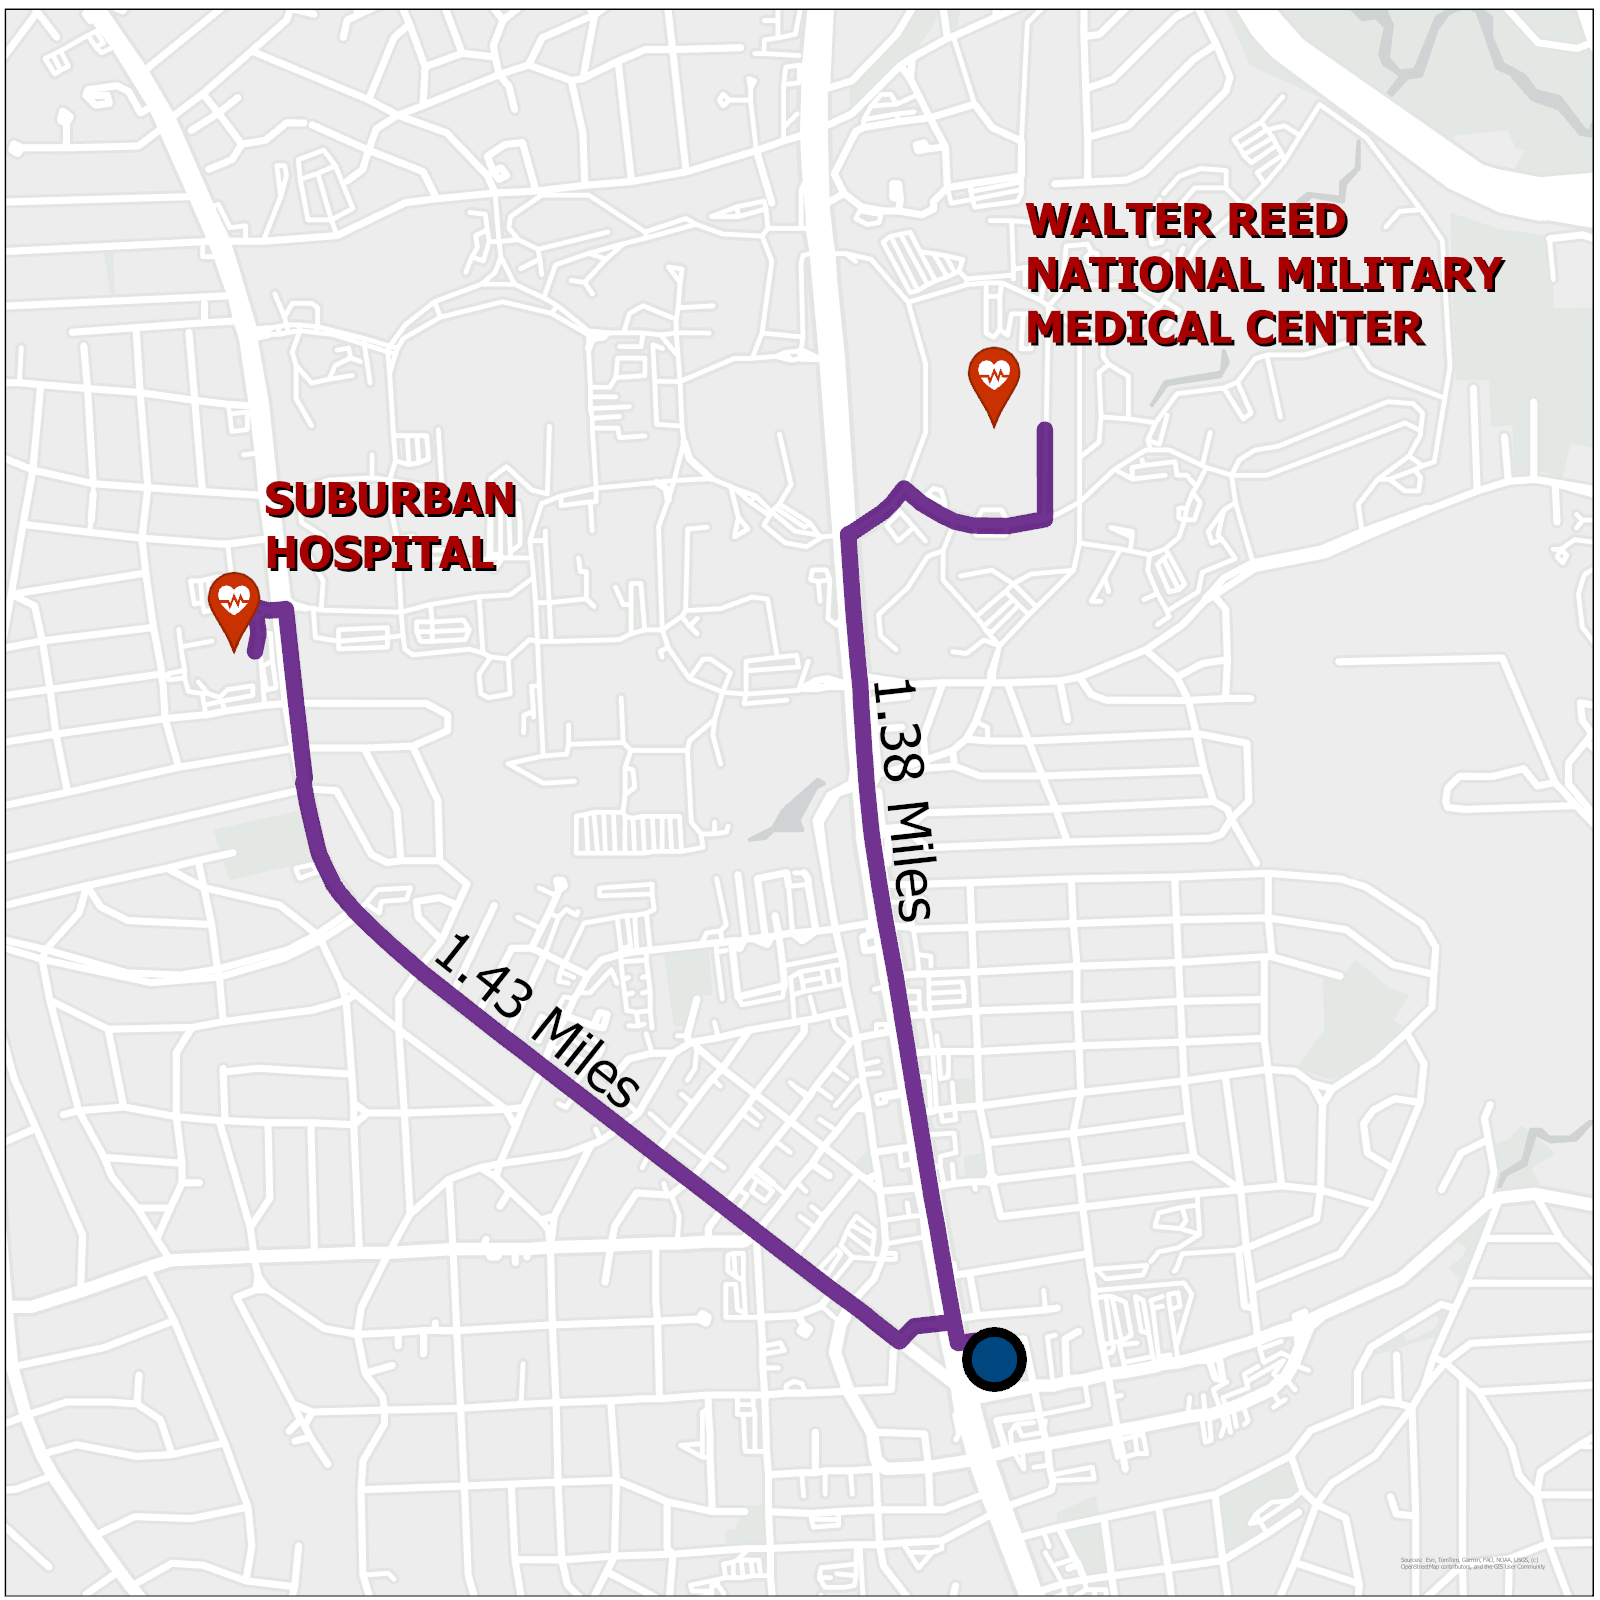 WALTER REED
NATIONAL MILITARY
MEDICAL CENTER
SUBURBAN
HOSPITAL
1.38 Miles
1.43 Miles
Sources: Esri, TomTom, Garmin, FAO, NOAA, USGS, (c)
OpenStreetMap contributors, and the GIS User Community